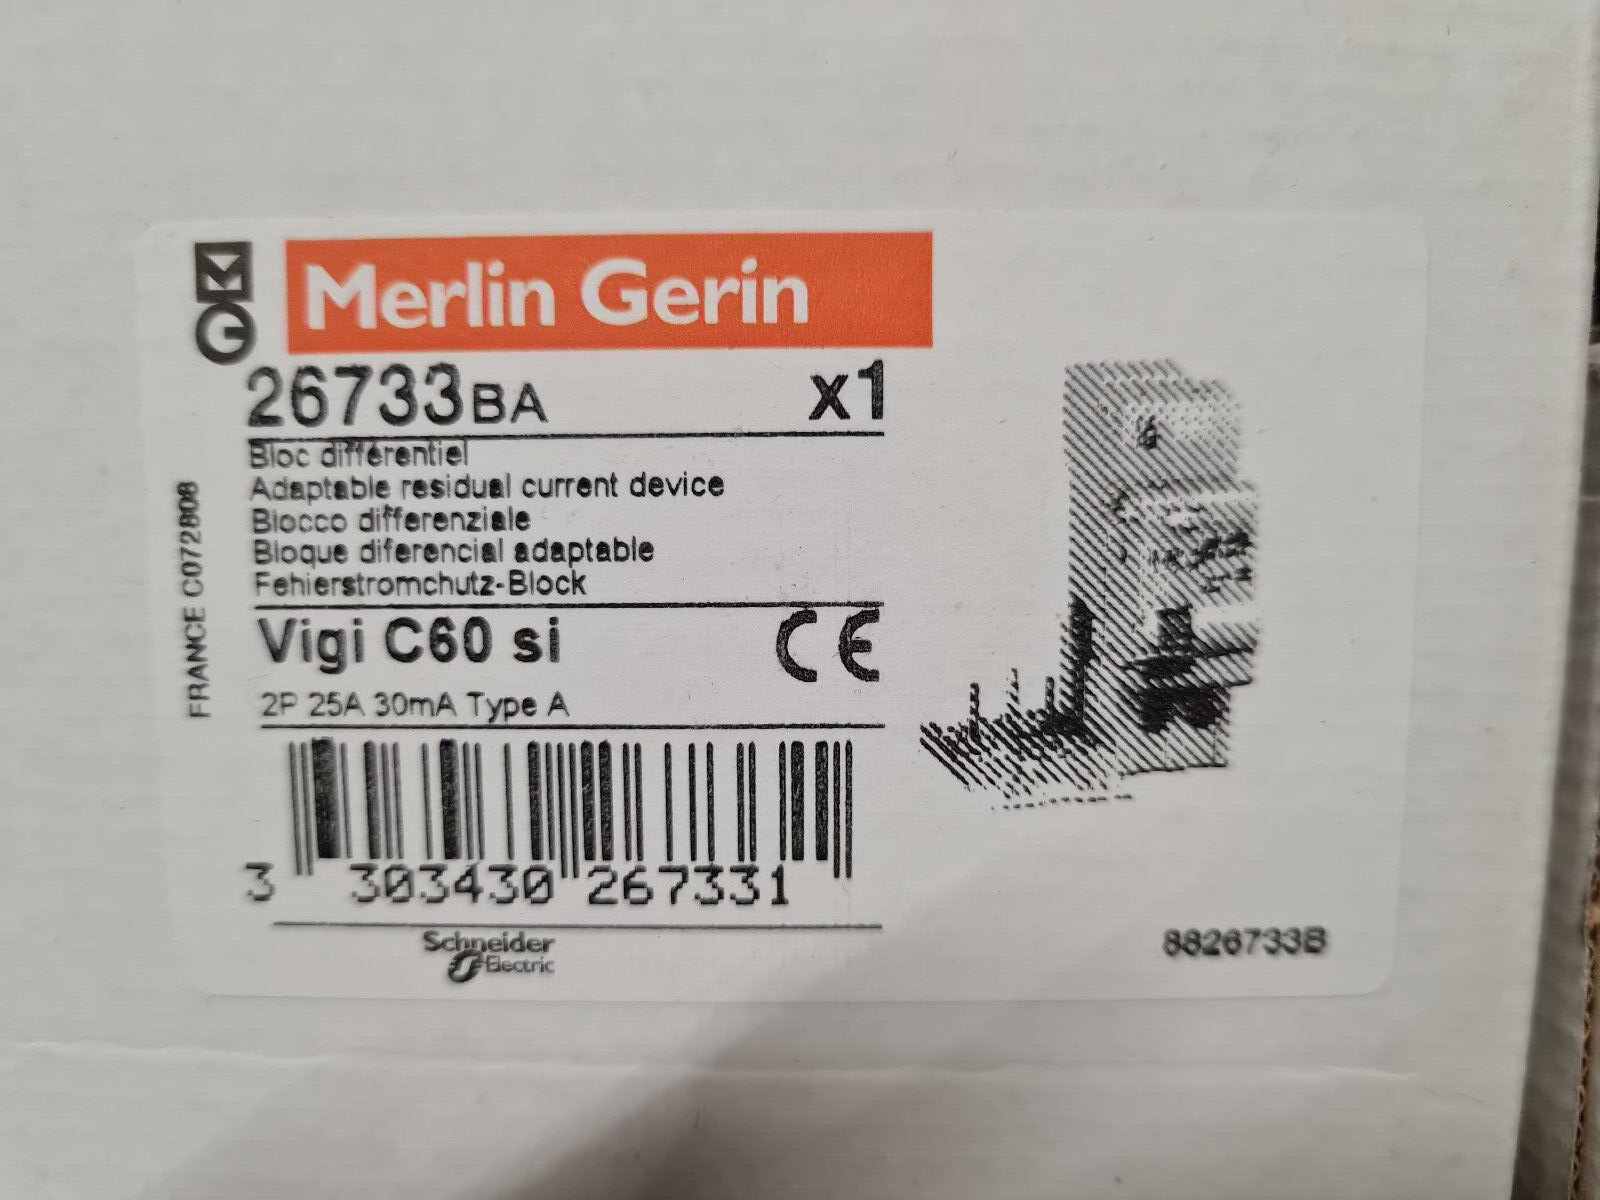 Merlin Gerin
26733BA x1
Bloc différentiel
Adaptable residual current device
Blocco differenziale
Bloque diferencial adaptable
Fehierstromchutz-Block
FRANCE C072808
Vigi C60 si CE
2P 25A 30mA Type A
3 303430 267331
Schneider
Electric
8826733B